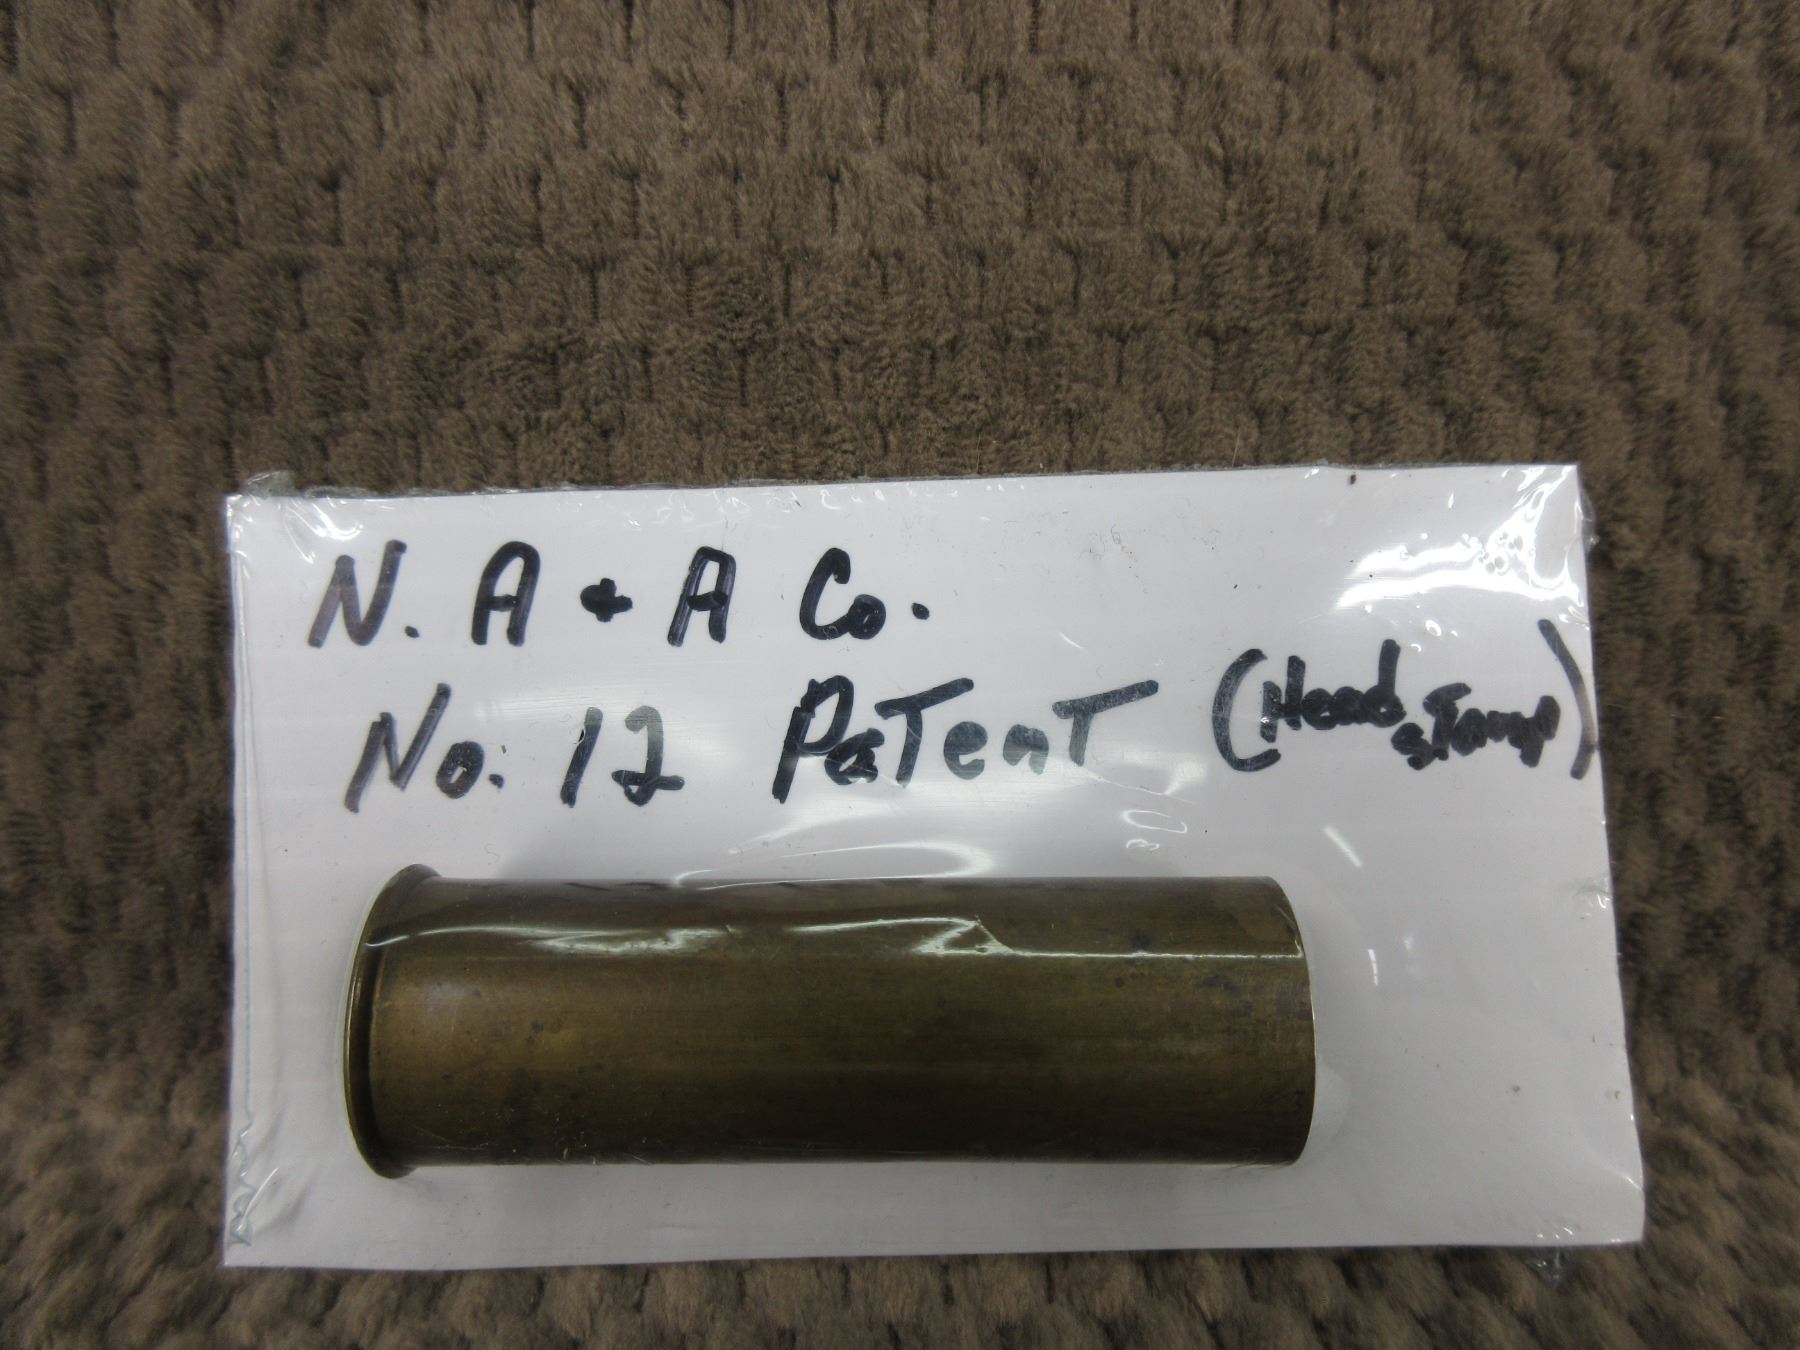 N. A & A Co.
No. 12 Patent (Head Stamp)